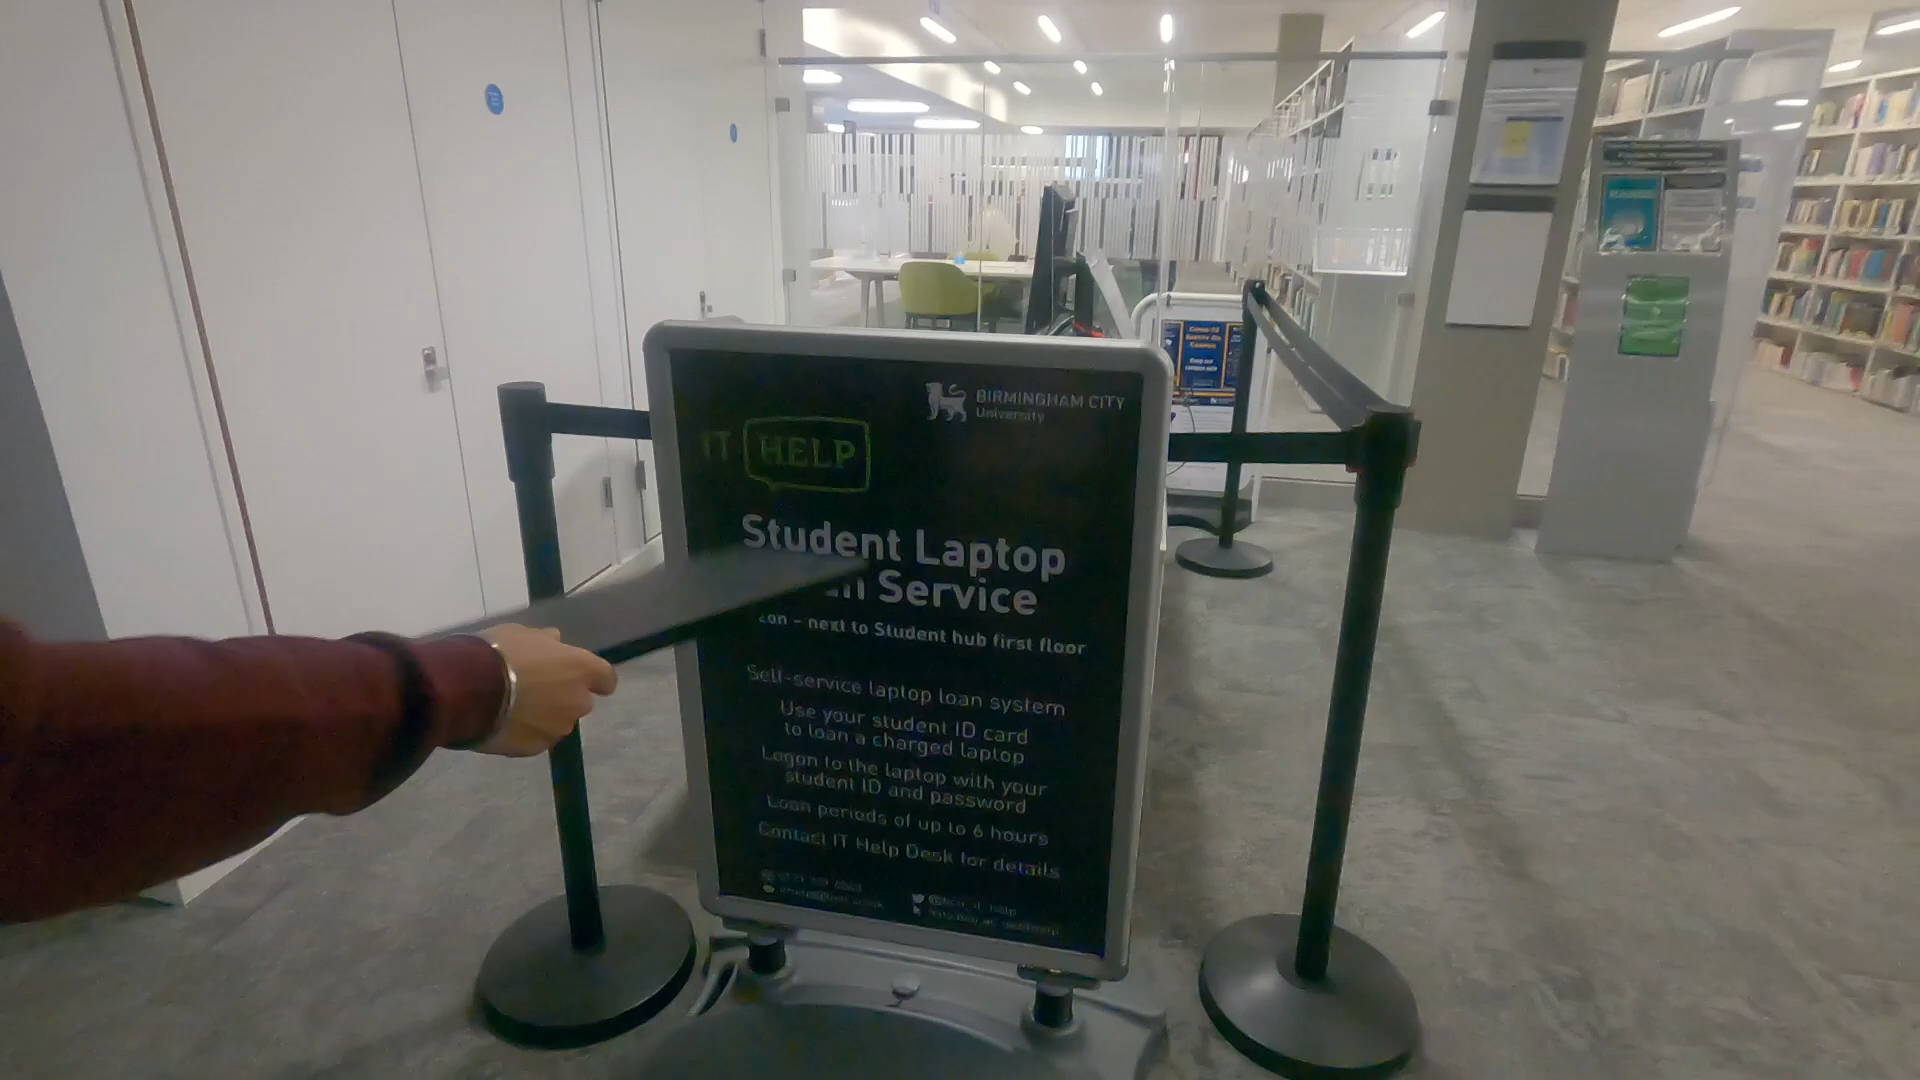 BIRMINGHAM CITY
University
IT HELP
Student Laptop
Service
- next to Student hub first floor
Self-service laptop loan system
Use your student ID card
to loan a charged laptop
Logon to the laptop with your
student ID and password
Loan periods of up to 6 hours
Contact IT Help Desk for details